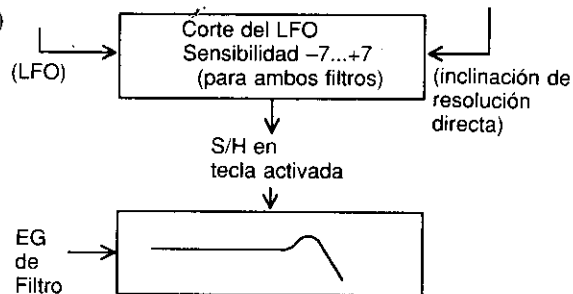 )
Corte del LFO
Sensibilidad –7...+7
(para ambos filtros)
(LFO)
(inclinación de
resolución
directa)
S/H en
tecla activada
EG
de
Filtro